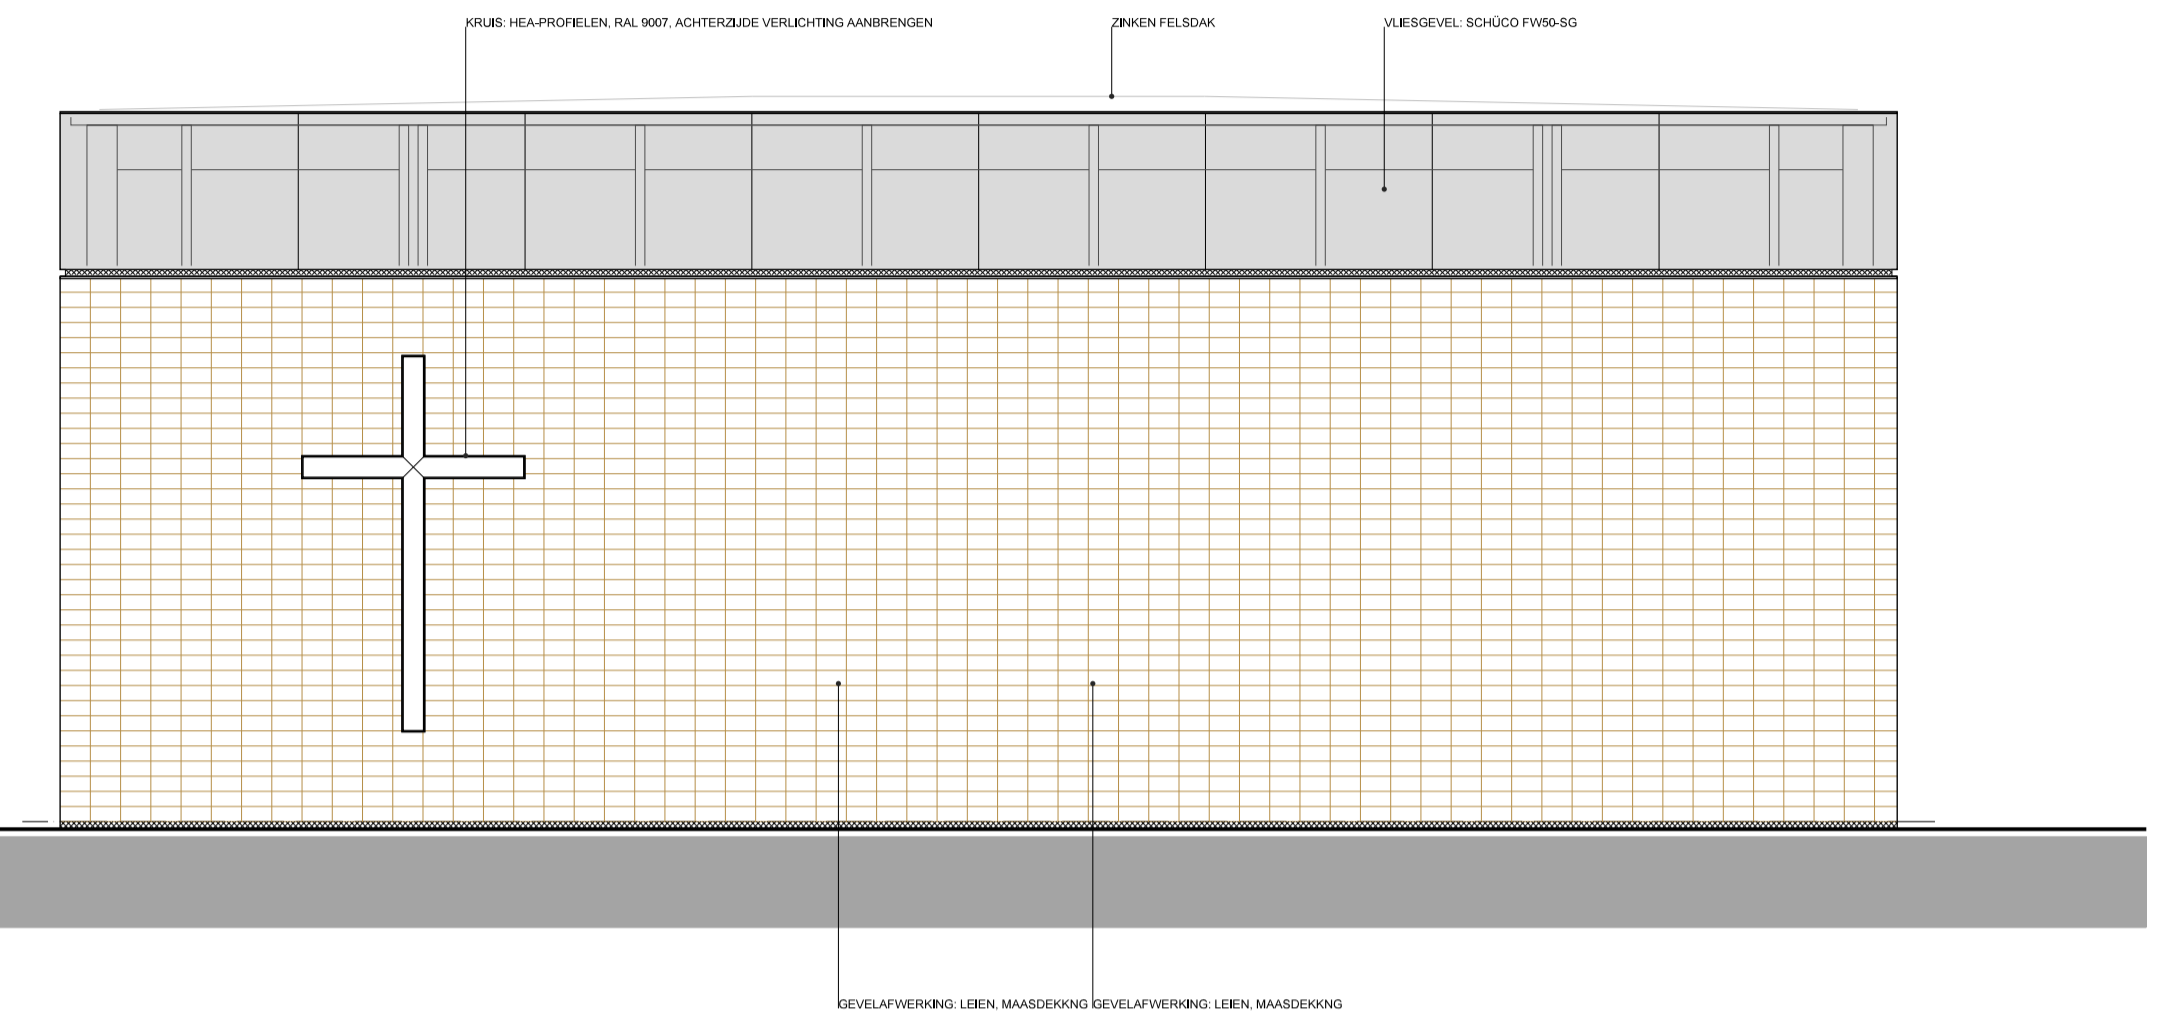 KRUIS: HEA-PROFIELEN, RAL 9007, ACHTERZIJDE VERLICHTING AANBRENGEN
ZINKEN FELSDAK
VLIESGEVEL: SCHÜCO FW50-SG
GEVELAFWERKING: LEIEN, MAASDEKKNG
GEVELAFWERKING: LEIEN, MAASDEKKNG